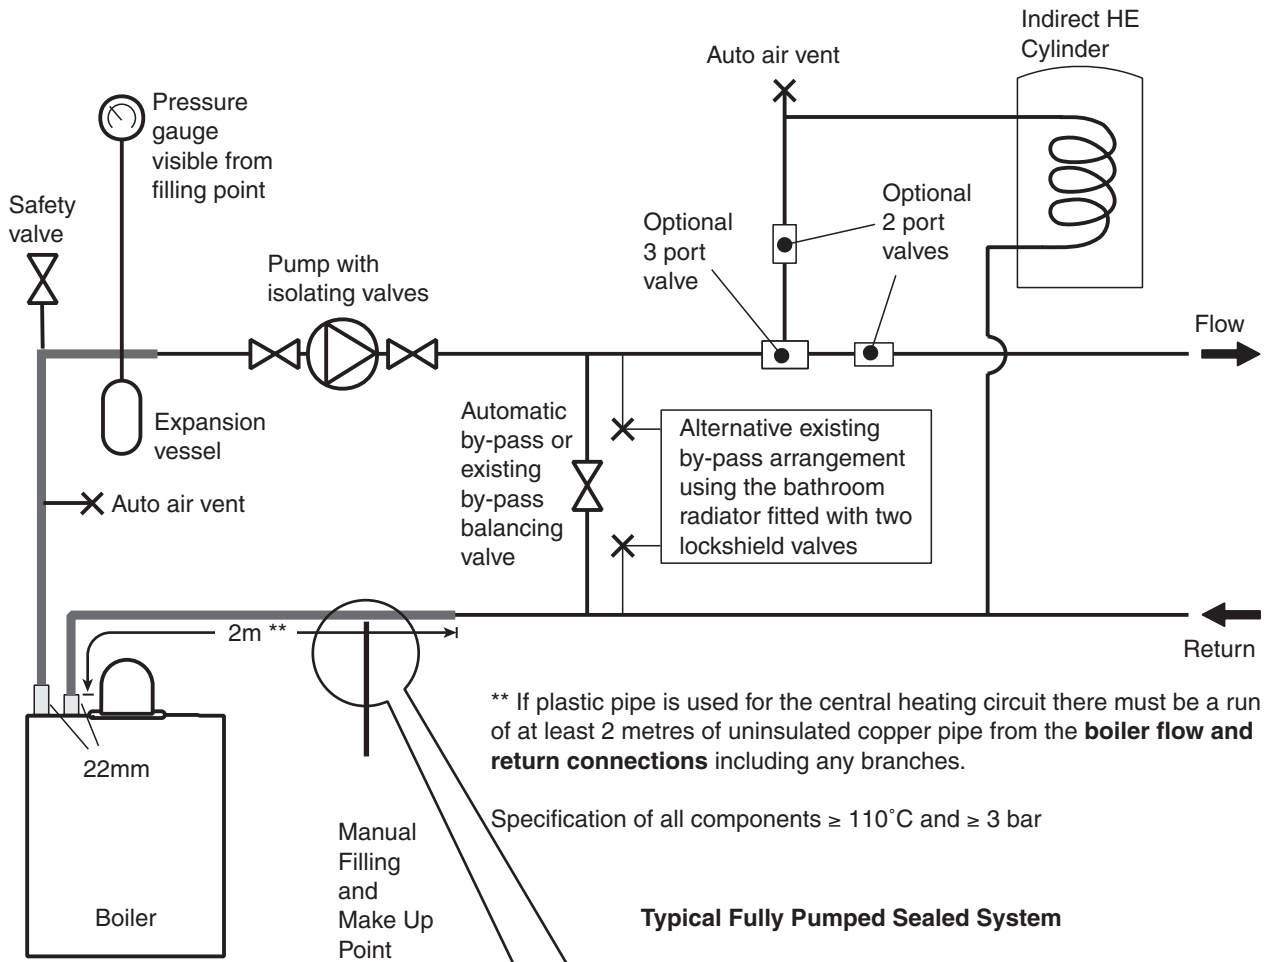 Indirect HE
Cylinder
Auto air vent
Pressure
gauge
visible from
filling point
Safety
valve
Optional
3 port
valve
Optional
2 port
valves
Pump with
isolating valves
Flow
Expansion
vessel
Automatic
by-pass or
existing
by-pass
balancing
valve
Alternative existing
by-pass arrangement
using the bathroom
radiator fitted with two
lockshield valves
Auto air vent
2m **
Return
** If plastic pipe is used for the central heating circuit there must be a run
of at least 2 metres of uninsulated copper pipe from the boiler flow and
return connections including any branches.
22mm
Specification of all components ≥ 110˚C and ≥ 3 bar
Manual
Filling
and
Make Up
Point
Boiler
Typical Fully Pumped Sealed System